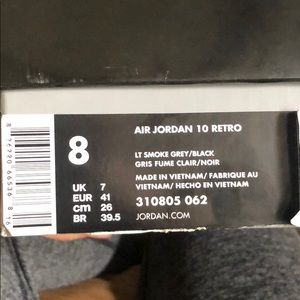 8
AIR JORDAN 10 RETRO
LT SMOKE GREY/BLACK
GRIS FUME CLAIR/NOIR
UK 7
EUR 41
cm 26
BR 39.5
MADE IN VIETNAM/ FABRIQUE AU
VIETNAM/ HECHO EN VIETNAM
310805 062
JORDAN.COM